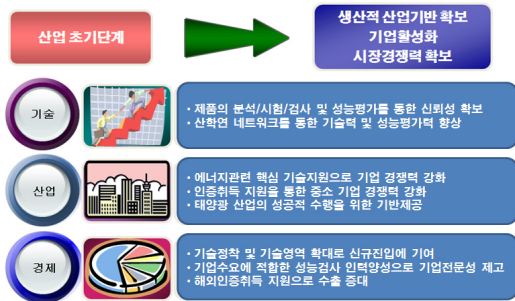 산업 초기단계
생산적 산업기반 확보
기업활성화
시장경쟁력 확보
기술
• 제품의 분석/시험/검사 및 성능평가를 통한 신뢰성 확보
• 산학연 네트워크를 통한 기술력 및 성능평가력 향상
산업
• 에너지관련 핵심 기술지원으로 기업 경쟁력 강화
• 인증취득 지원을 통한 중소 기업 경쟁력 강화
• 태양광 산업의 성공적 수행을 위한 기반제공
경제
• 기술정착 및 기술영역 확대로 신규진입에 기여
• 기업수요에 적합한 성능검사 인력양성으로 기업전문성 제고
• 해외인증취득 지원으로 수출 증대